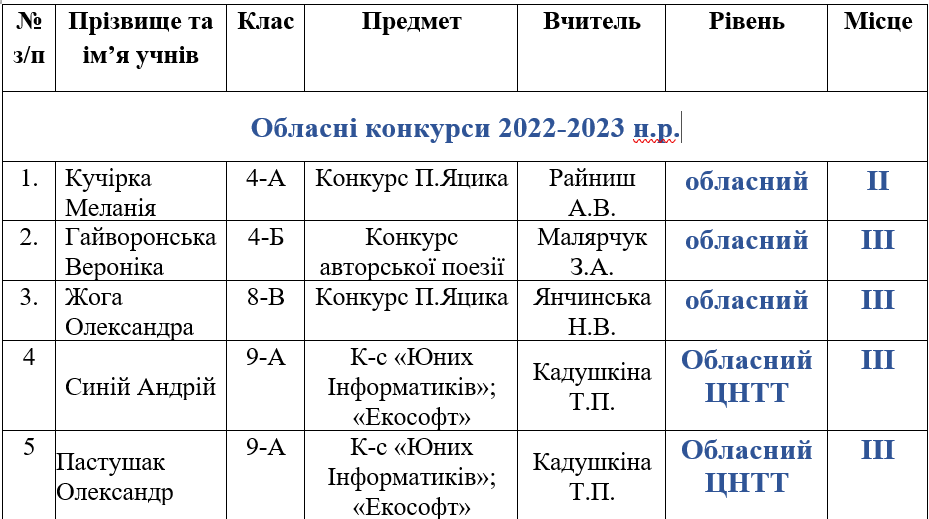 № з/п Прізвище та ім’я учнів Клас Предмет Вчитель Рівень Місце
Обласні конкурси 2022-2023 н.р.
1. Кучірка Меланія 4-А Конкурс П.Яцика Райниш А.В. обласний ІІ
2. Гайворонська Вероніка 4-Б Конкурс авторської поезії Малярчук З.А. обласний ІІІ
3. Жога Олександра 8-В Конкурс П.Яцика Янчинська Н.В. обласний ІІІ
4 Синій Андрій 9-А К-с «Юних Інформатиків»; «Екософт» Кадушкіна Т.П. Обласний ЦНТТ ІІІ
5 Пастушак Олександр 9-А К-с «Юних Інформатиків»; «Екософт» Кадушкіна Т.П. Обласний ЦНТТ ІІІ